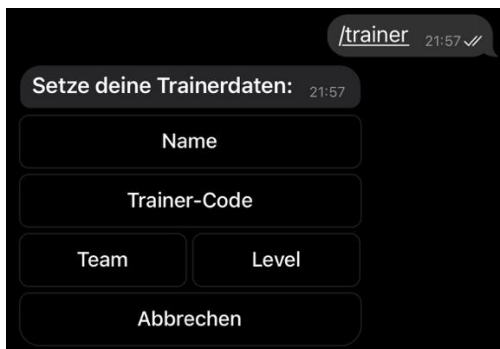 /trainer 21:57
Setze deine Trainerdaten: 21:57
Name
Trainer-Code
Team Level
Abbrechen